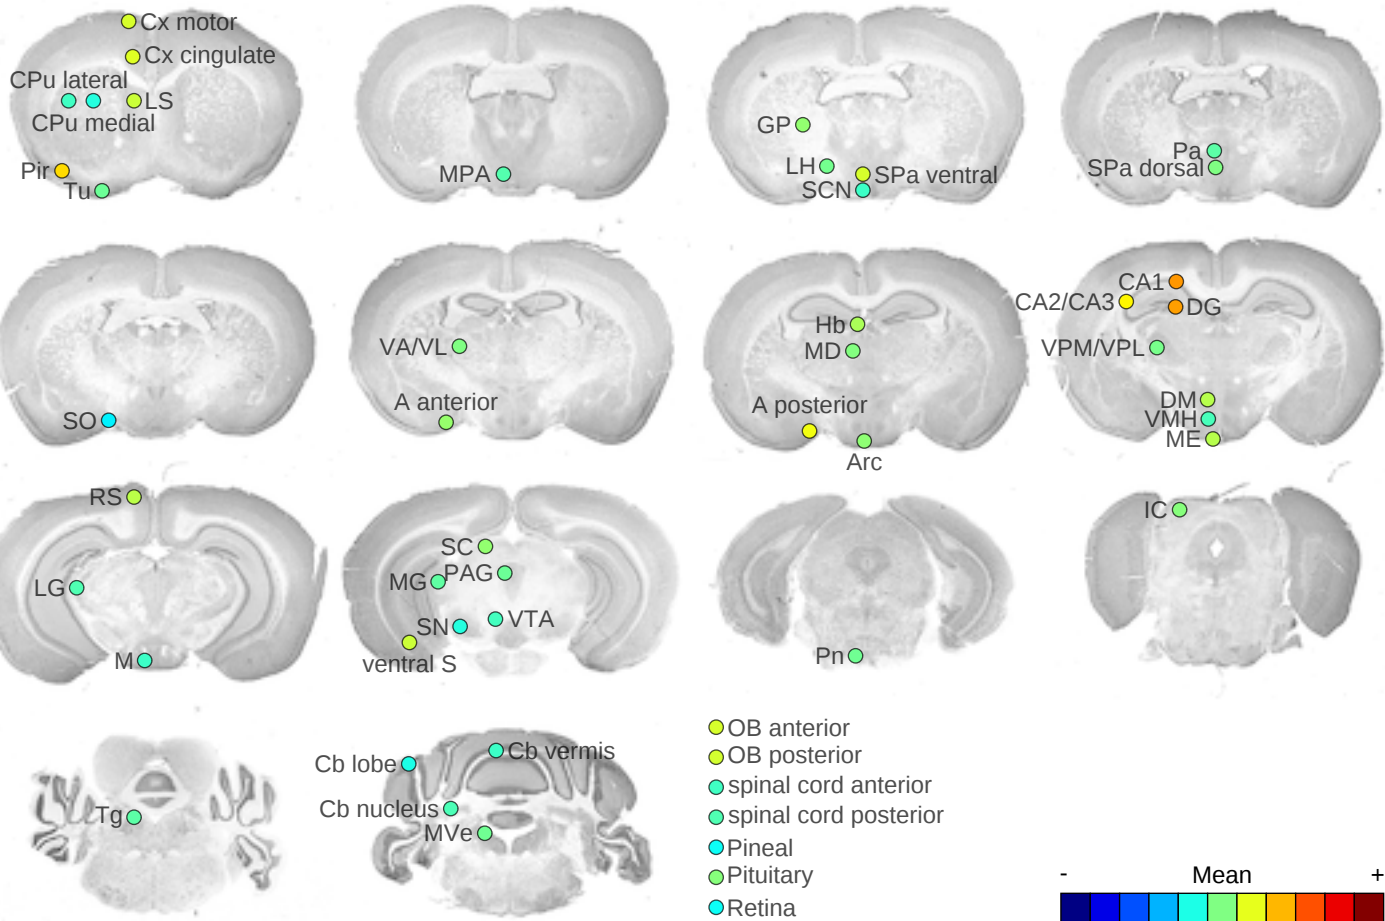 Cx motor
Cx cingulate
CPu lateral
LS
CPu medial
Pir
Tu
MPA
GP
LH
SPa ventral
SCN
Pa
SPa dorsal
SO
VA/VL
A anterior
Hb
MD
A posterior
Arc
CA1
CA2/CA3
DG
VPM/VPL
DM
VMH
ME
RS
LG
M
SC
MG
PAG
SN
VTA
ventral S
Pn
IC
Tg
Cb lobe
Cb vermis
Cb nucleus
MVe
OB anterior
OB posterior
spinal cord anterior
spinal cord posterior
Pineal
Pituitary
Retina
- Mean +